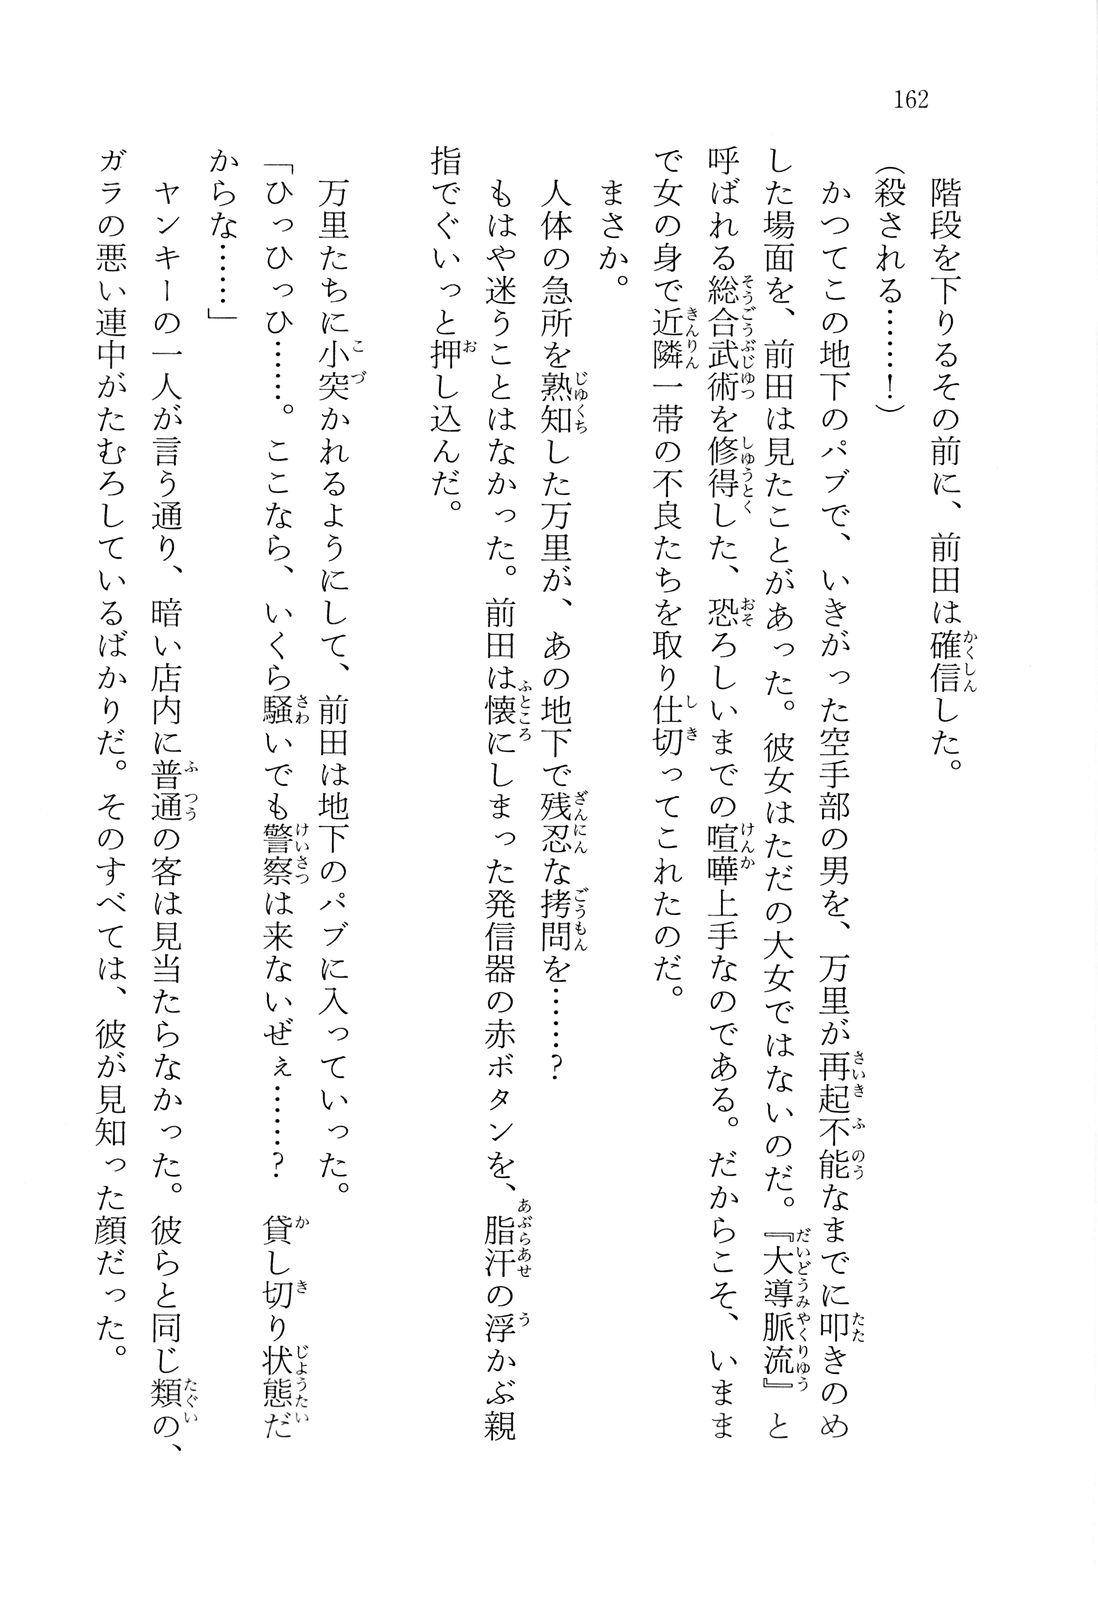 162
階段を下りるその前に、前田は確信した。
(殺される……！)
かつてこの地下のパブで、いきがった空手部の男を、万里が再起不能なまでに叩きのめ
した場面を、前田は見たことがあった。彼女はただの大女ではないのだ。『大導脈流』と
呼ばれる総合武術を修得した、恐ろしいまでの喧嘩上手なのである。だからこそ、いまま
で女の身で近隣一帯の不良たちを取り仕切ってこれたのだ。
まさか。
人体の急所を熟知した万里が、あの地下で残忍な拷問を……？
もはや迷うことはなかった。前田は懐にしまった発信器の赤ボタンを、脂汗の浮かぶ親
指でぐいっと押し込んだ。
万里たちに小突かれるようにして、前田は地下のパブに入っていった。
「ひっひっひ……。ここなら、いくら騒いでも警察は来ないぜぇ……？　貸し切り状態だ
からな……」
ヤンキーの一人が言う通り、暗い店内に普通の客は見当たらなかった。彼らと同じ類の、
ガラの悪い連中がたむろしているばかりだ。そのすべては、彼が見知った顔だった。